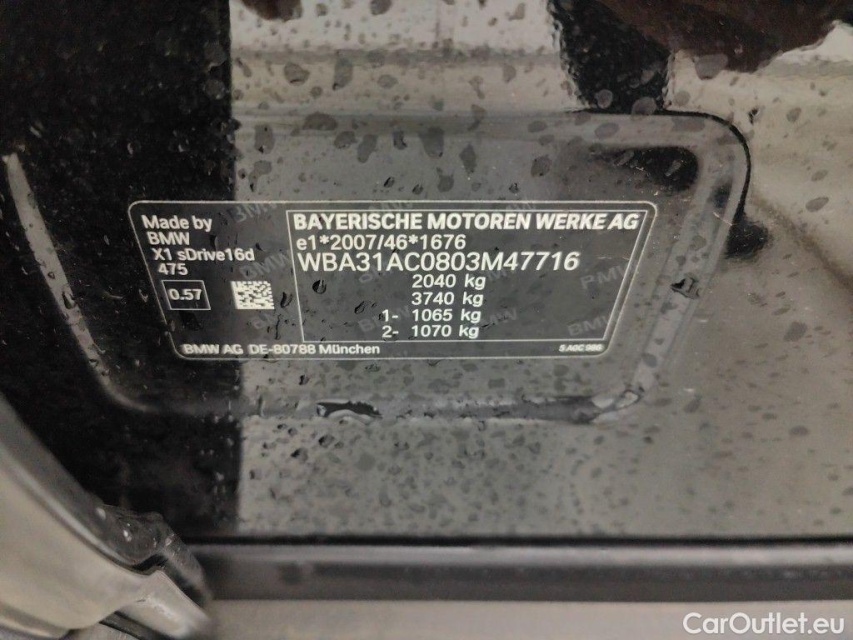 Made by
BMW
X1 sDrive16d
475
0.57
BAYERISCHE MOTOREN WERKE AG
e1*2007/46*1676
WBA31AC0803M47716
2040 kg
3740 kg
1- 1065 kg
2- 1070 kg
BMW AG DE-80788 München
CarOutlet.eu